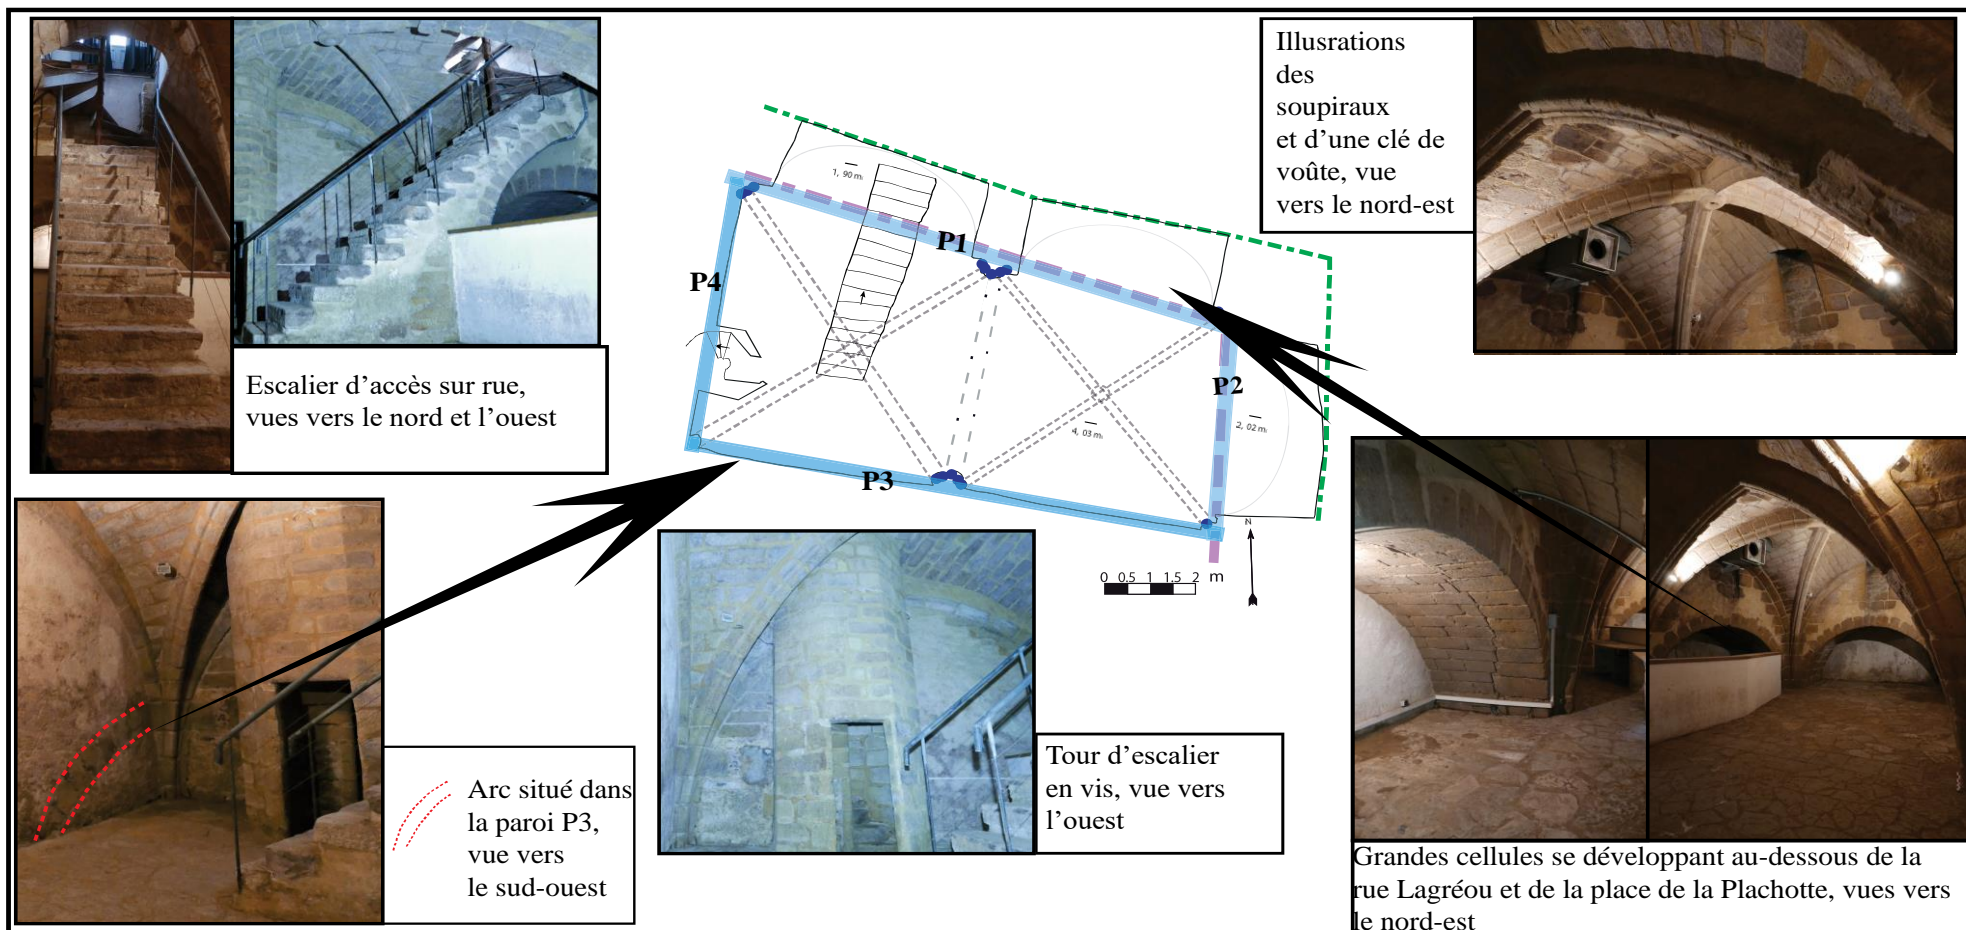 Escalier d’accès sur rue,
vues vers le nord et l’ouest
Illusrations
des
soupiraux
et d’une clé de
voûte, vue
vers le nord-est
1, 90 m
P1
P4
P2
P3
4, 03 m
2, 02 m
N
0 0.5 1 1.5 2 m
Arc situé dans
la paroi P3,
vue vers
le sud-ouest
Tour d’escalier
en vis, vue vers
l’ouest
Grandes cellules se développant au-dessous de la
rue Lagréou et de la place de la Plachotte, vues vers
le nord-est